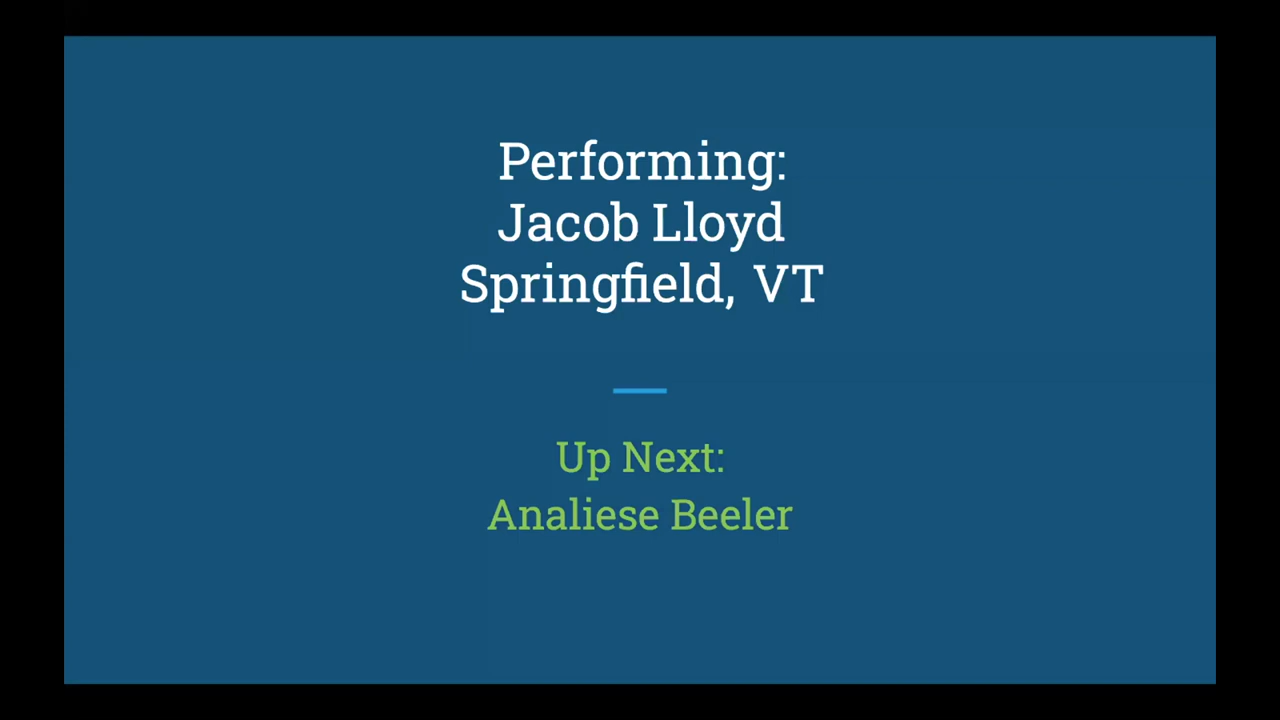 Performing:
Jacob Lloyd
Springfield, VT
Up Next:
Analiese Beeler